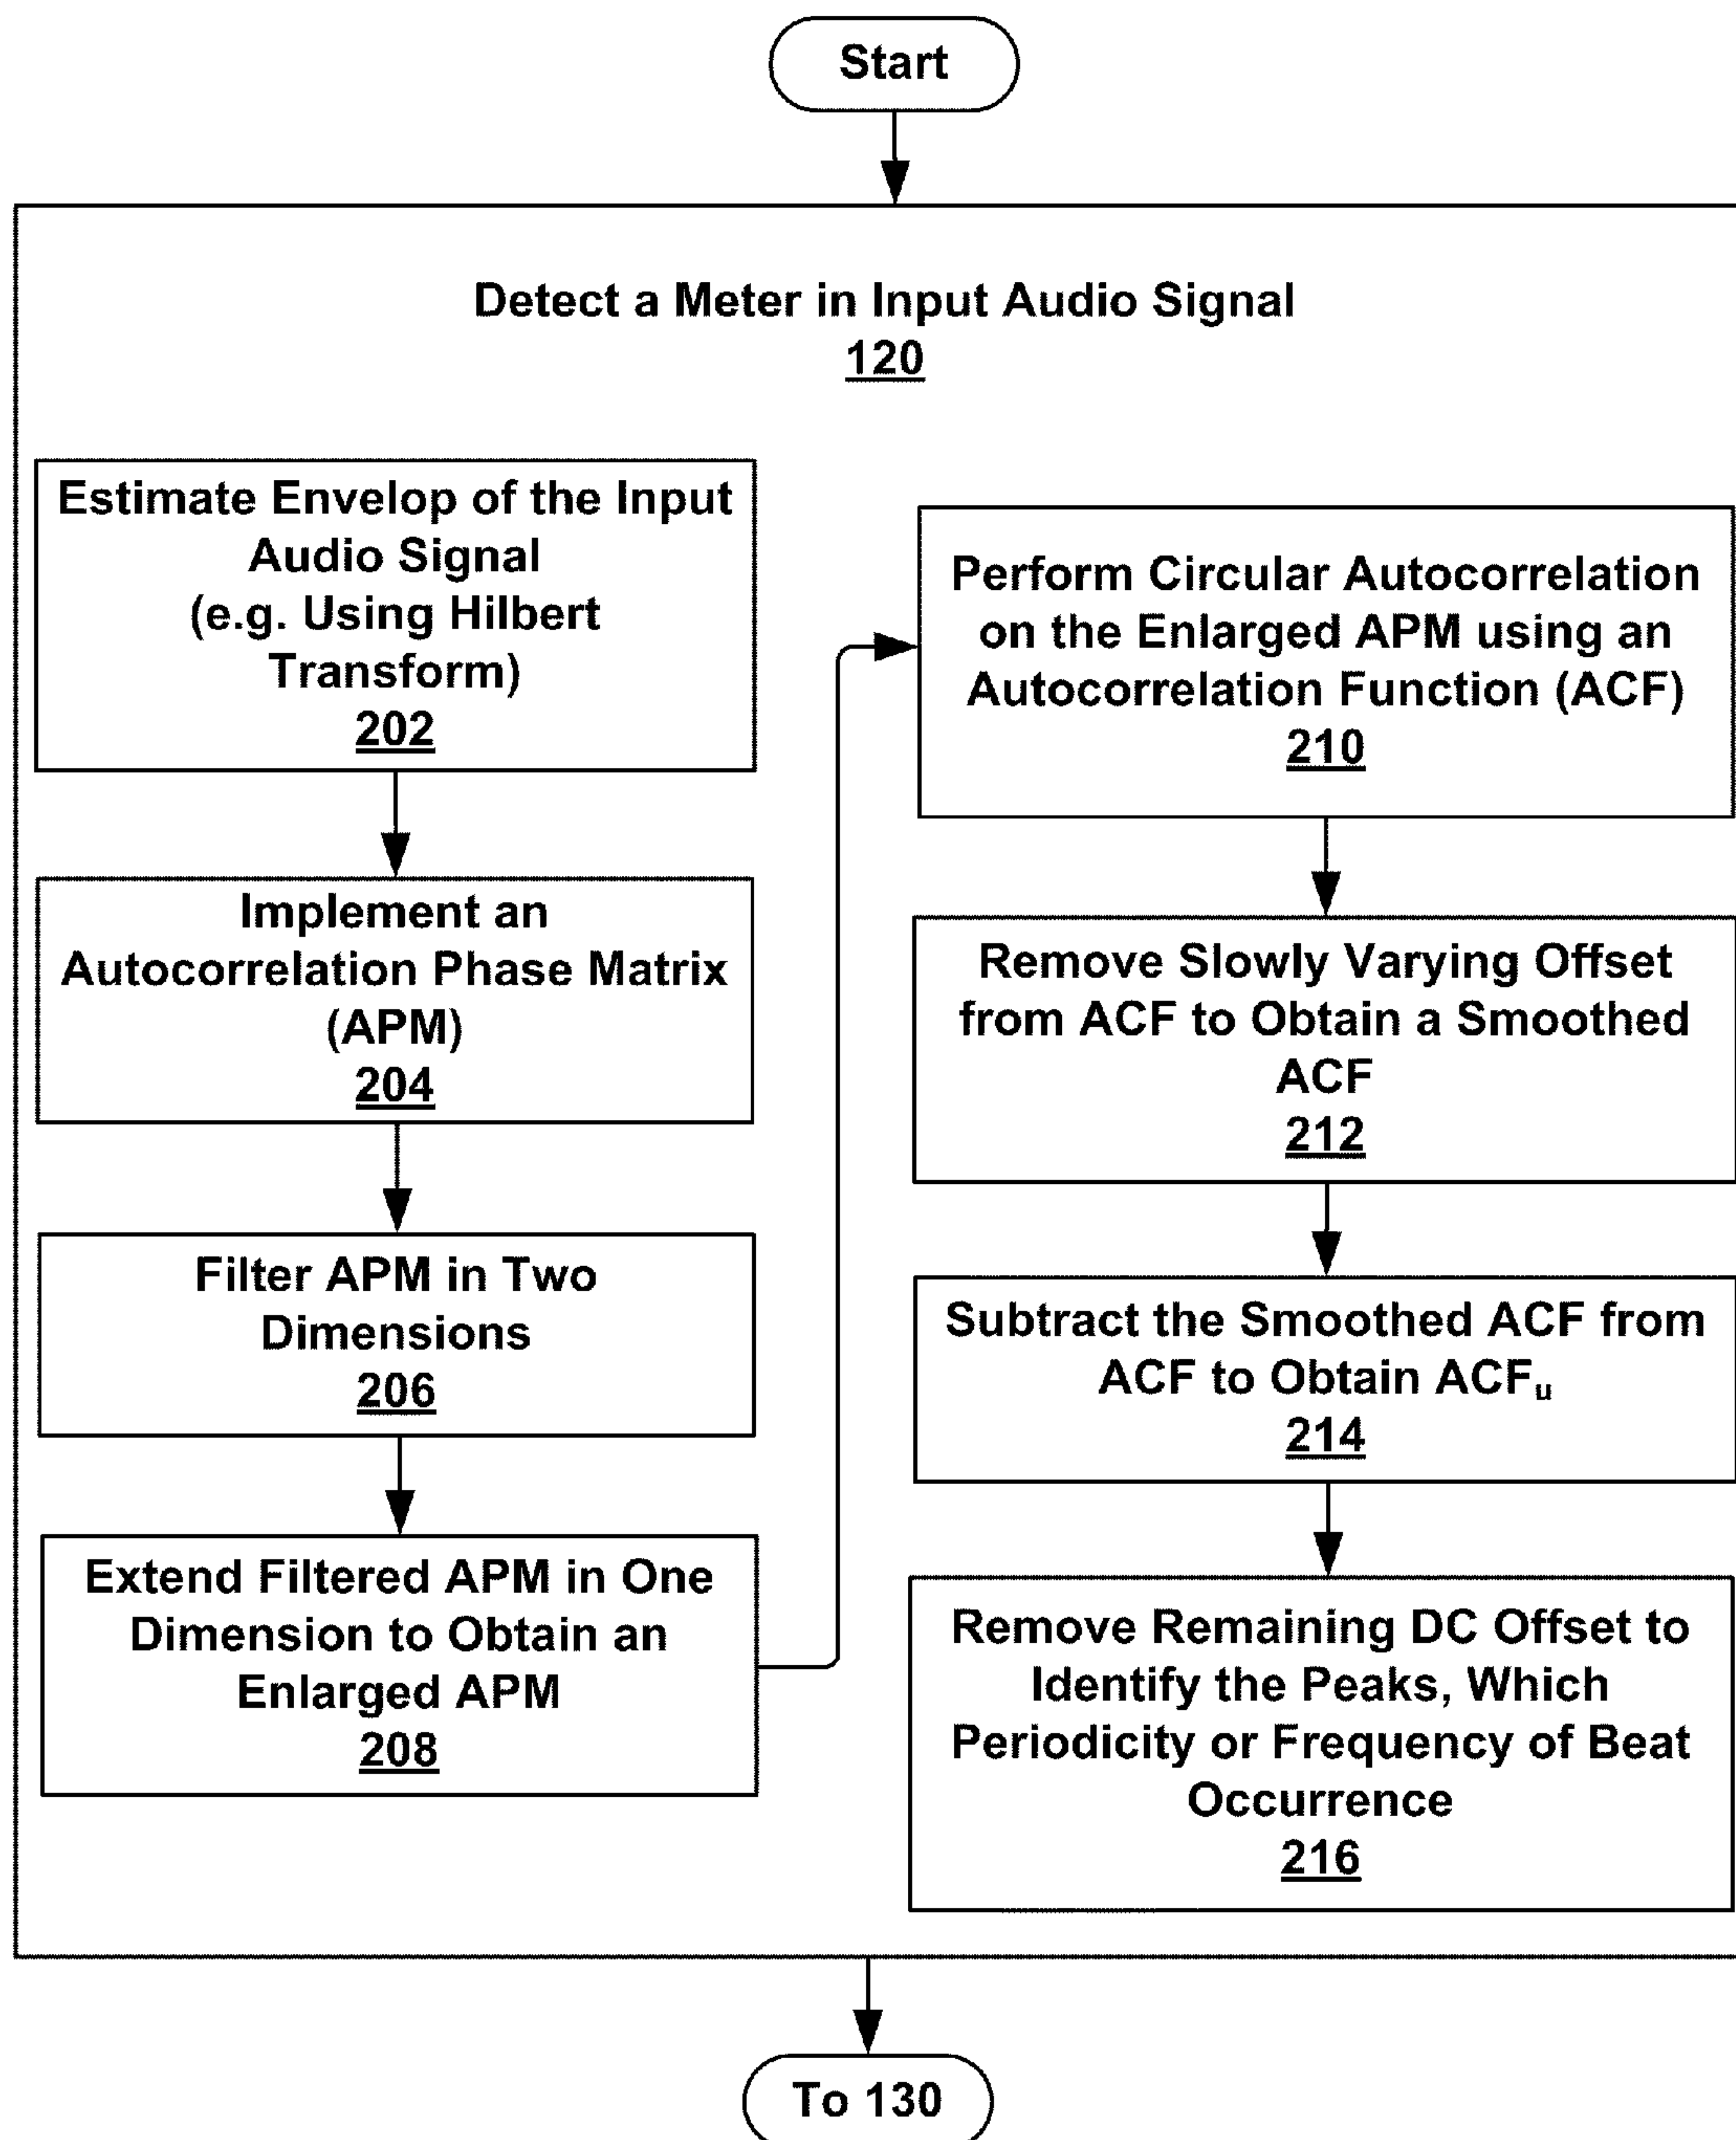 Start
Detect a Meter in Input Audio Signal
120
Estimate Envelop of the Input
Audio Signal
(e.g. Using Hilbert
Transform)
202
Implement an
Autocorrelation Phase Matrix
(APM)
204
Filter APM in Two
Dimensions
206
Extend Filtered APM in One
Dimension to Obtain an
Enlarged APM
208
Perform Circular Autocorrelation
on the Enlarged APM using an
Autocorrelation Function (ACF)
210
Remove Slowly Varying Offset
from ACF to Obtain a Smoothed
ACF
212
Subtract the Smoothed ACF from
ACF to Obtain ACFu
214
Remove Remaining DC Offset to
Identify the Peaks, Which
Periodicity or Frequency of Beat
Occurrence
216
To 130